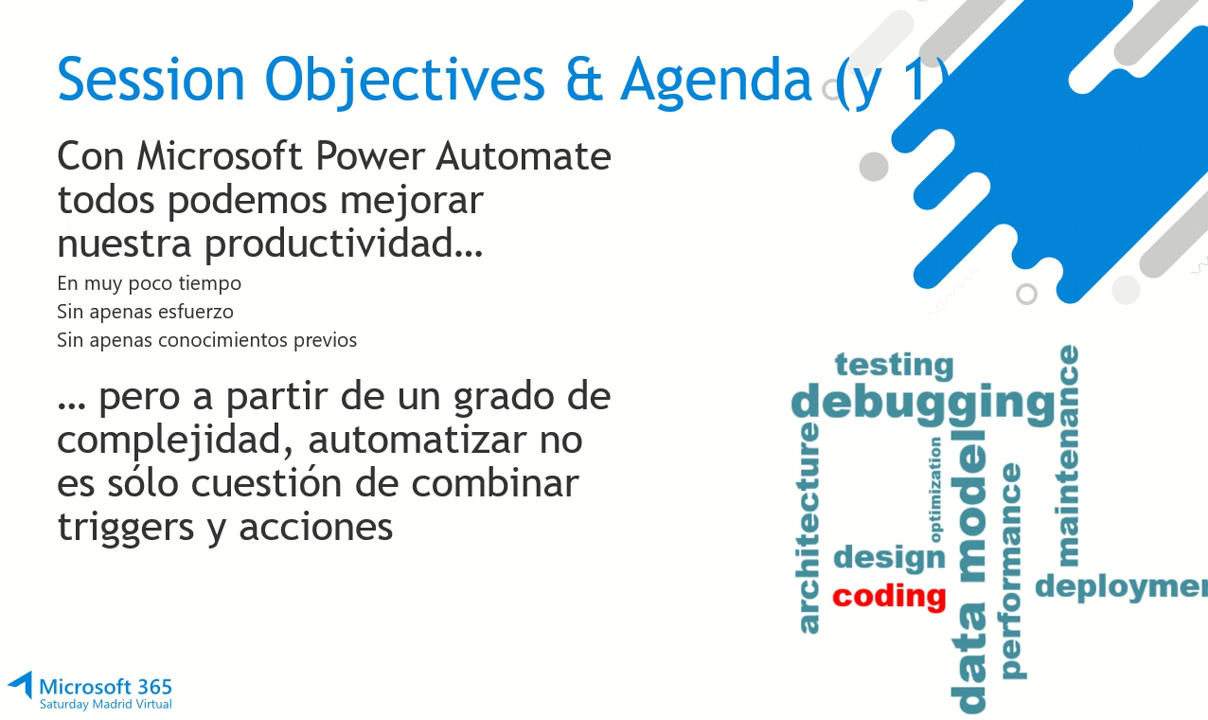 Session Objectives & Agenda (y 1)
Con Microsoft Power Automate
todos podemos mejorar
nuestra productividad...
En muy poco tiempo
Sin apenas esfuerzo
Sin apenas conocimientos previos
... pero a partir de un grado de
complejidad, automatizar no
es sólo cuestión de combinar
triggers y acciones
testing
debugging
maintenance
architecture
optimization
data model
performance
design
coding
deploymen
Microsoft 365
Saturday Madrid Virtual